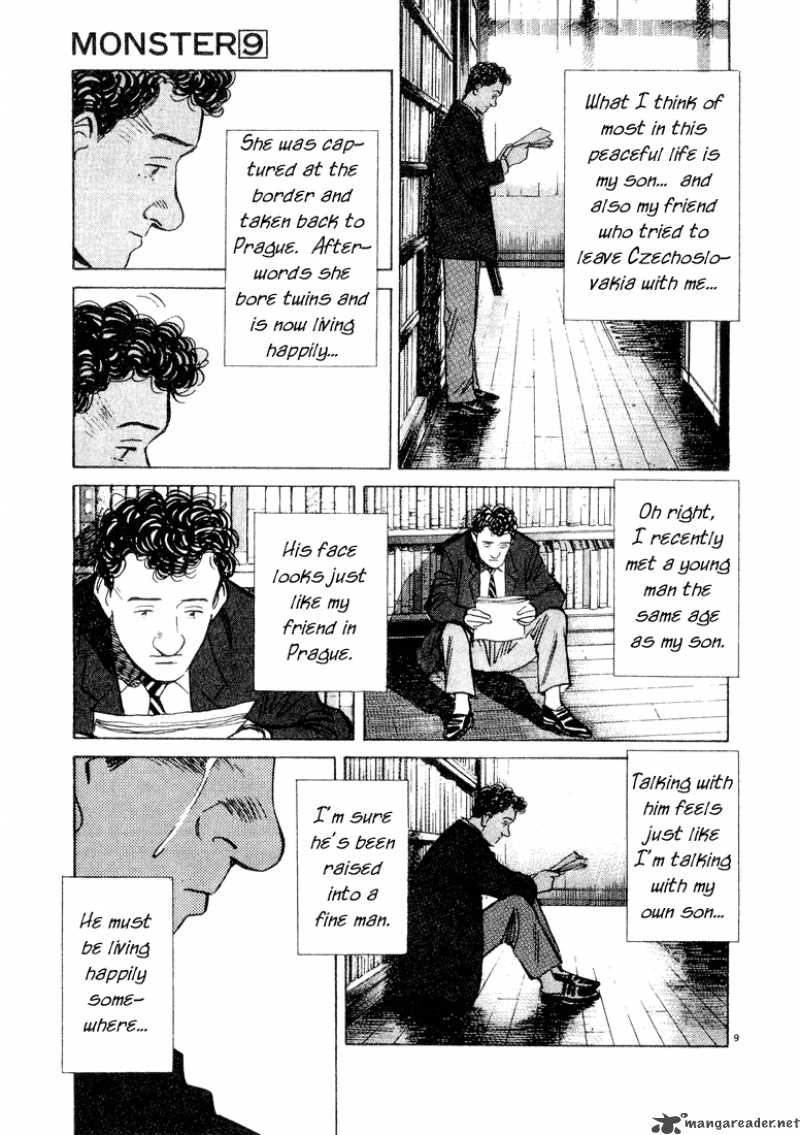 MONSTER 9
What I think of
most in this
peaceful life is
my son... and
also my friend
who tried to
leave Czechoslo-
vakia with me...
She was cap-
tured at the
border and
taken back to
Prague. After-
words she
bore twins and
is now living
happily...
Oh right,
I recently
met a young
man the
same age
as my son.
His face
looks just
like my
friend in
Prague.
Talking with
him feels
just like
I'm talking
with my
own son...
I'm sure
he's been
raised
into a
fine man.
He must
be living
happily
some-
where...
9
mangareader.net